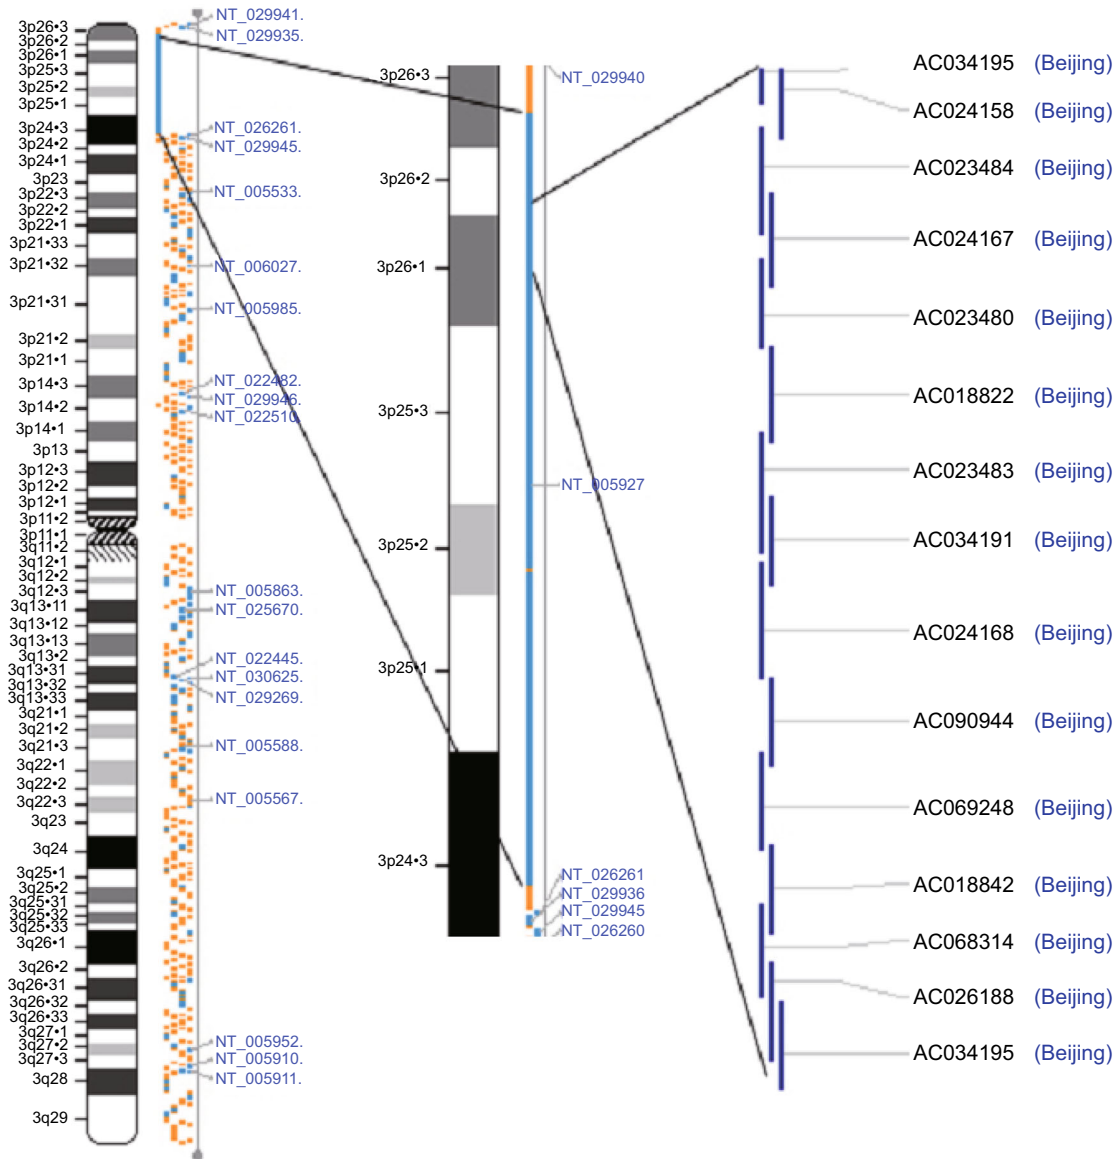 3p26•3
3p26•2
3p26•1
3p25•3
3p25•2
3p25•1
3p24•3
3p24•2
3p24•1
3p23
3p22•3
3p22•2
3p22•1
3p21•33
3p21•32
3p21•31
3p21•2
3p21•1
3p14•3
3p14•2
3p14•1
3p13
3p12•3
3p12•2
3p12•1
3p11•2
3p11•1
3q11•2
3q12•1
3q12•2
3q12•3
3q13•11
3q13•12
3q13•13
3q13•2
3q13•31
3q13•32
3q13•33
3q21•1
3q21•2
3q21•3
3q22•1
3q22•2
3q22•3
3q23
3q24
3q25•1
3q25•2
3q25•31
3q25•32
3q25•33
3q26•1
3q26•2
3q26•31
3q26•32
3q26•33
3q27•1
3q27•2
3q27•3
3q28
3q29
NT_029941.
NT_029935.
NT_026261.
NT_029945.
NT_005533.
NT_006027.
NT_005985.
NT_022482.
NT_029946.
NT_022510.
NT_005863.
NT_025670.
NT_022445.
NT_030625.
NT_029269.
NT_005588.
NT_005567.
NT_005952.
NT_005910.
NT_005911.
3p26•3
3p26•2
3p26•1
3p25•3
3p25•2
3p25•1
3p24•3
NT_029940
NT_005927
NT_026261
NT_029936
NT_029945
NT_026260
AC034195 (Beijing)
AC024158 (Beijing)
AC023484 (Beijing)
AC024167 (Beijing)
AC023480 (Beijing)
AC018822 (Beijing)
AC023483 (Beijing)
AC034191 (Beijing)
AC024168 (Beijing)
AC090944 (Beijing)
AC069248 (Beijing)
AC018842 (Beijing)
AC068314 (Beijing)
AC026188 (Beijing)
AC034195 (Beijing)